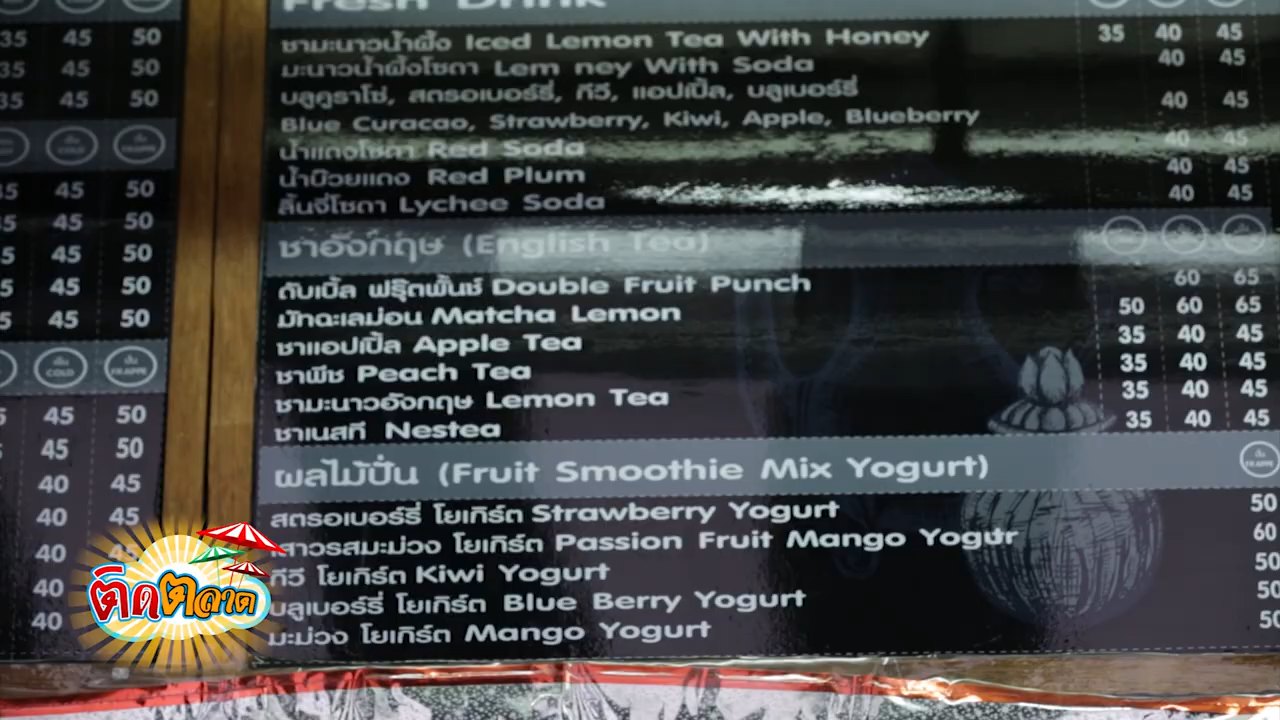 35 45 50
35 45 50
35 45 50
45 50
45 50
45 50
45 50
45 50
เย็น COLD ปั่น FRAPPE
45 50
45 50
40 45
40 45
40 45
40
40
Fresh Drink
ชามะนาวน้ำผึ้ง Iced Lemon Tea With Honey 35 40 45
มะนาวน้ำผึ้งโซดา Lem ney With Soda 40 45
บลูคูราโซ่, สตรอเบอร์รี่, กีวี, แอปเปิ้ล, บลูเบอร์รี่ 40 45
Blue Curacao, Strawberry, Kiwi, Apple, Blueberry
น้ำแดงโซดา Red Soda 40 45
น้ำบ๊วยแดง Red Plum 40 45
ลิ้นจี่โซดา Lychee Soda 40 45
ชาอังกฤษ (English Tea)
ดับเบิ้ล ฟรุ๊ตพั้นช์ Double Fruit Punch 60 65
มัทฉะเลม่อน Matcha Lemon 50 60 65
ชาแอปเปิ้ล Apple Tea 35 40 45
ชาพีช Peach Tea 35 40 45
ชามะนาวอังกฤษ Lemon Tea 35 40 45
ชาเนสที Nestea 35 40 45
ผลไม้ปั่น (Fruit Smoothie Mix Yogurt) ปั่น FRAPPE
สตรอเบอร์รี่ โยเกิร์ต Strawberry Yogurt 50
เสาวรสมะม่วง โยเกิร์ต Passion Fruit Mango Yogurt 60
กีวี โยเกิร์ต Kiwi Yogurt 50
บลูเบอร์รี่ โยเกิร์ต Blue Berry Yogurt 50
มะม่วง โยเกิร์ต Mango Yogurt 50
ติดตลาด